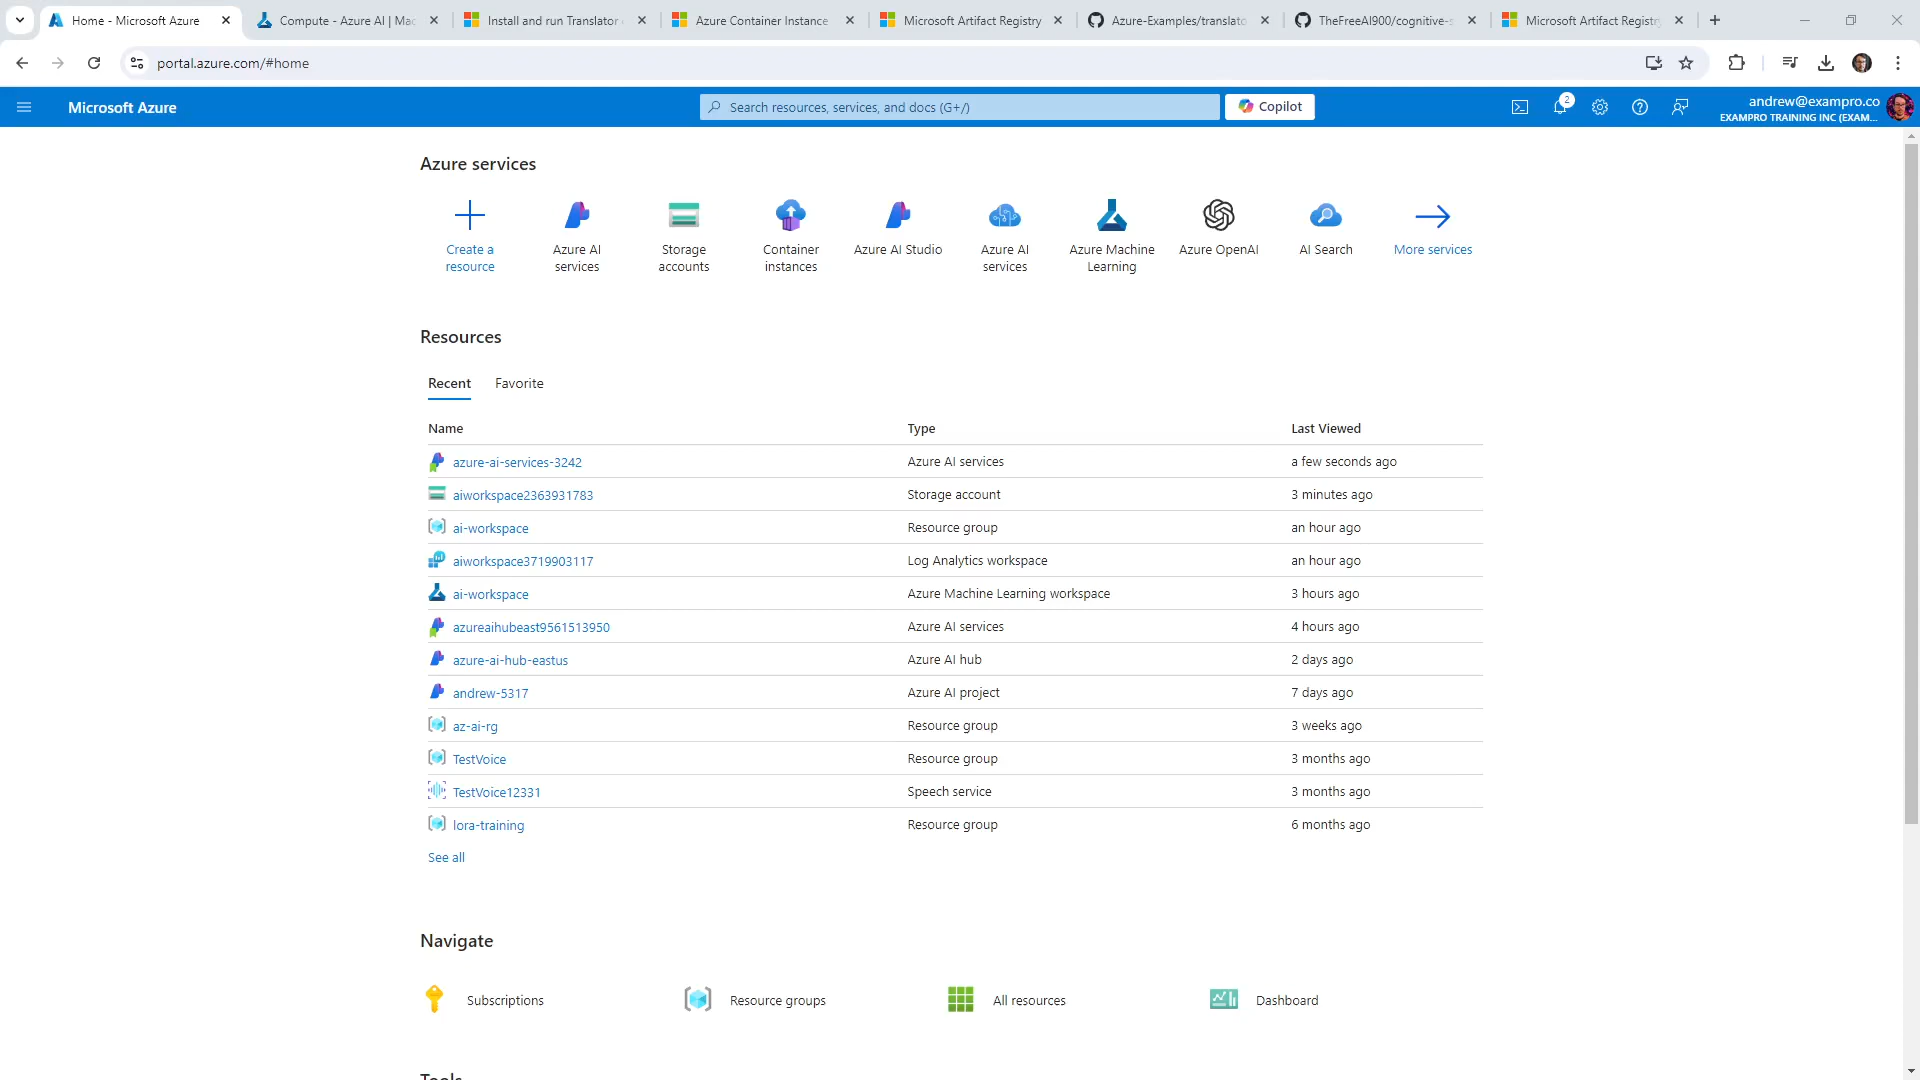 Home - Microsoft Azure
Compute - Azure AI | Mac
Install and run Translator
Azure Container Instance
Microsoft Artifact Registry
Azure-Examples/translato
TheFreeAI900/cognitive-s
Microsoft Artifact Registr
portal.azure.com/#home
Microsoft Azure
Search resources, services, and docs (G+/)
Copilot
2
andrew@exampro.co
EXAMPRO TRAINING INC (EXAM...
Azure services
Create a resource
Azure AI services
Storage accounts
Container instances
Azure AI Studio
Azure AI services
Azure Machine Learning
Azure OpenAI
AI Search
More services
Resources
Recent Favorite
Name Type Last Viewed
azure-ai-services-3242 Azure AI services a few seconds ago
aiworkspace2363931783 Storage account 3 minutes ago
ai-workspace Resource group an hour ago
aiworkspace3719903117 Log Analytics workspace an hour ago
ai-workspace Azure Machine Learning workspace 3 hours ago
azureaihubeast9561513950 Azure AI services 4 hours ago
azure-ai-hub-eastus Azure AI hub 2 days ago
andrew-5317 Azure AI project 7 days ago
az-ai-rg Resource group 3 weeks ago
TestVoice Resource group 3 months ago
TestVoice12331 Speech service 3 months ago
lora-training Resource group 6 months ago
See all
Navigate
Subscriptions Resource groups All resources Dashboard
Tools